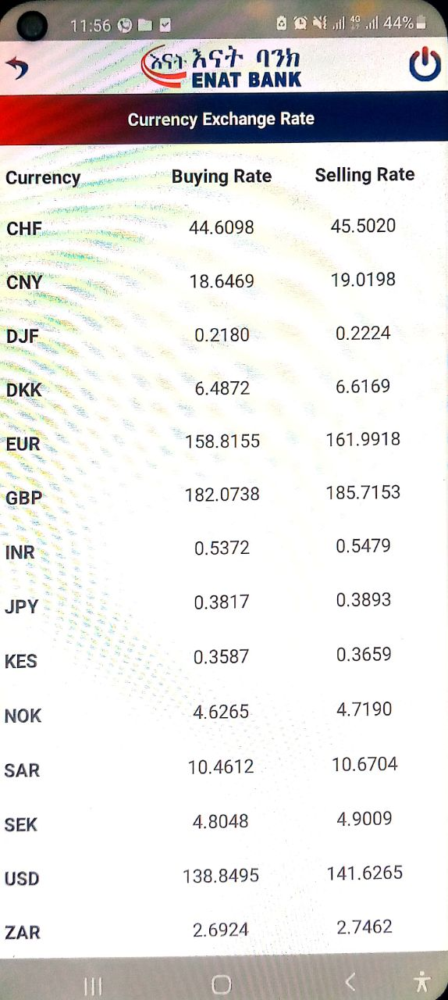 11:56 4G 44%
እናት እናት ባንክ
ENAT BANK
Currency Exchange Rate
Currency Buying Rate Selling Rate
CHF 44.6098 45.5020
CNY 18.6469 19.0198
DJF 0.2180 0.2224
DKK 6.4872 6.6169
EUR 158.8155 161.9918
GBP 182.0738 185.7153
INR 0.5372 0.5479
JPY 0.3817 0.3893
KES 0.3587 0.3659
NOK 4.6265 4.7190
SAR 10.4612 10.6704
SEK 4.8048 4.9009
USD 138.8495 141.6265
ZAR 2.6924 2.7462